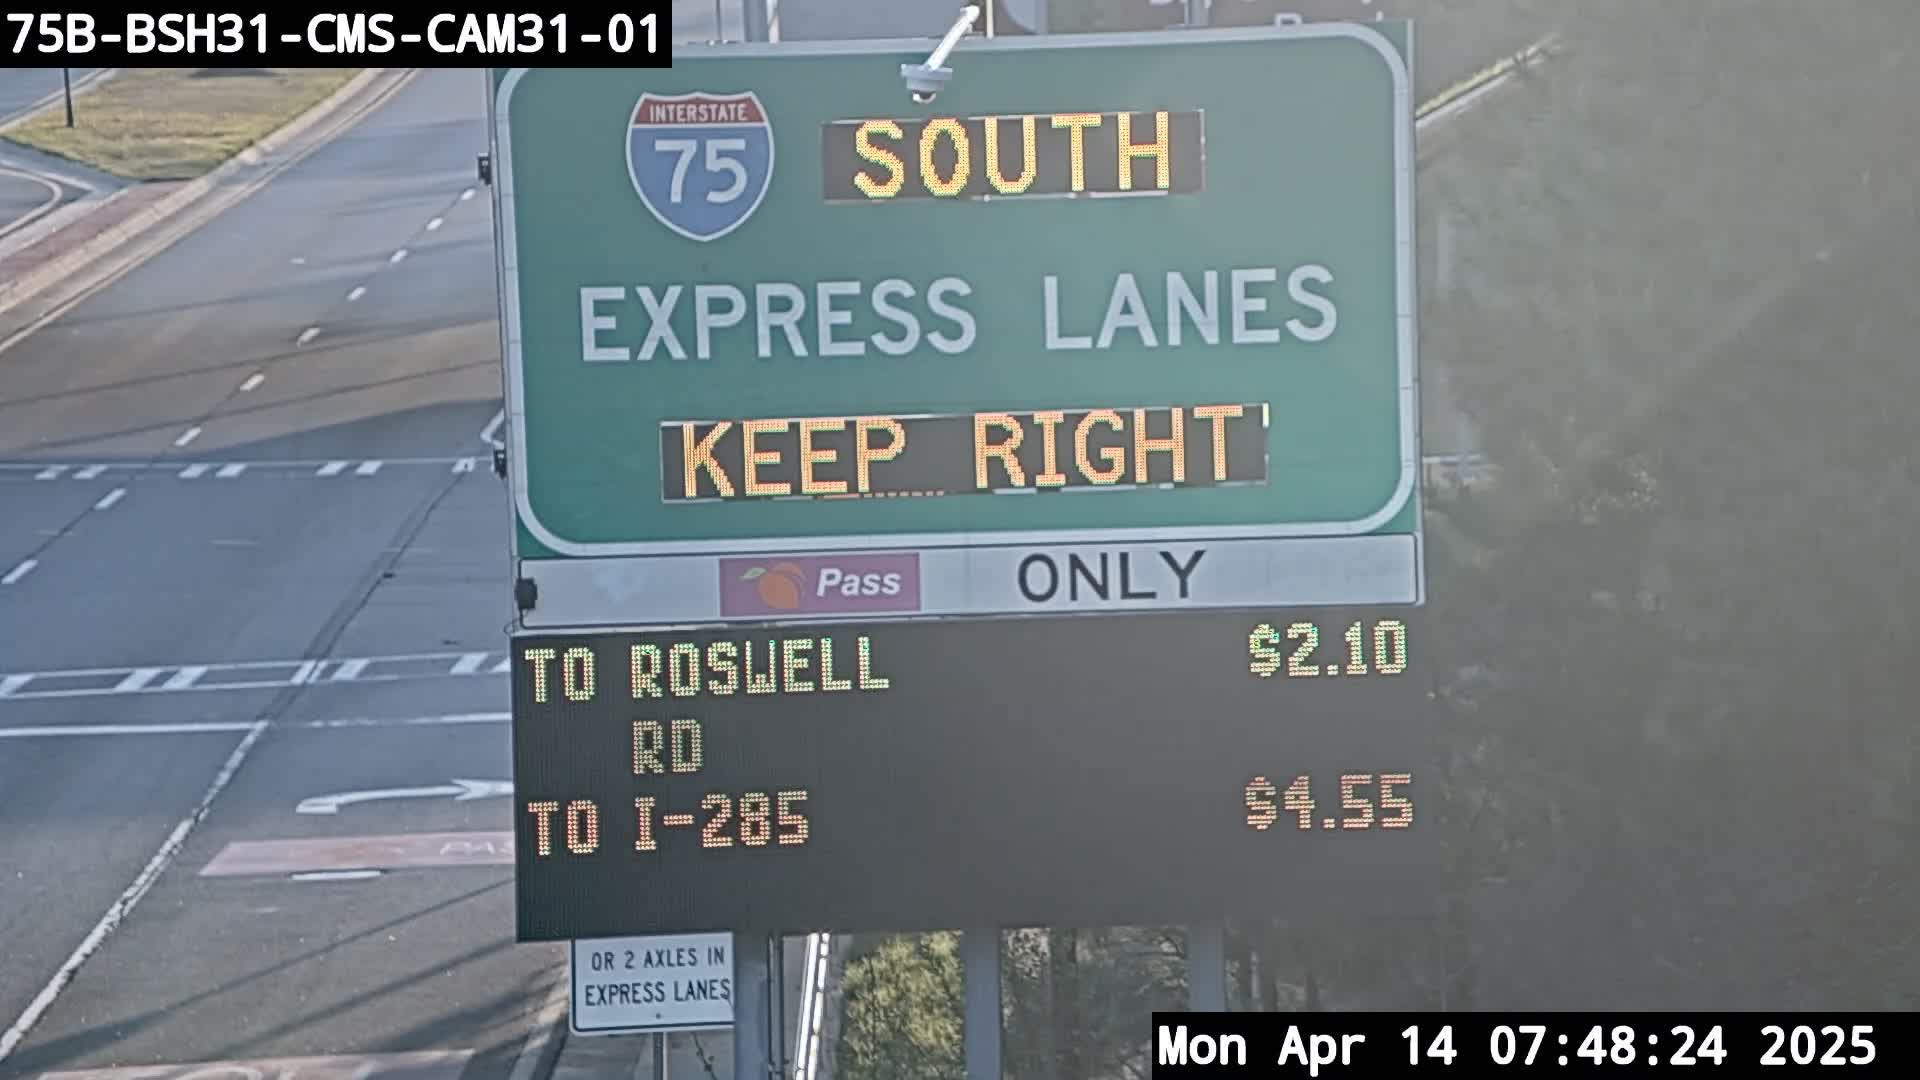 75B-BSH31-CMS-CAM31-01
INTERSTATE
75
SOUTH
EXPRESS LANES
KEEP RIGHT
Pass ONLY
TO ROSWELL $2.10
RD
TO I-285 $4.55
OR 2 AXLES IN
EXPRESS LANES
Mon Apr 14 07:48:24 2025